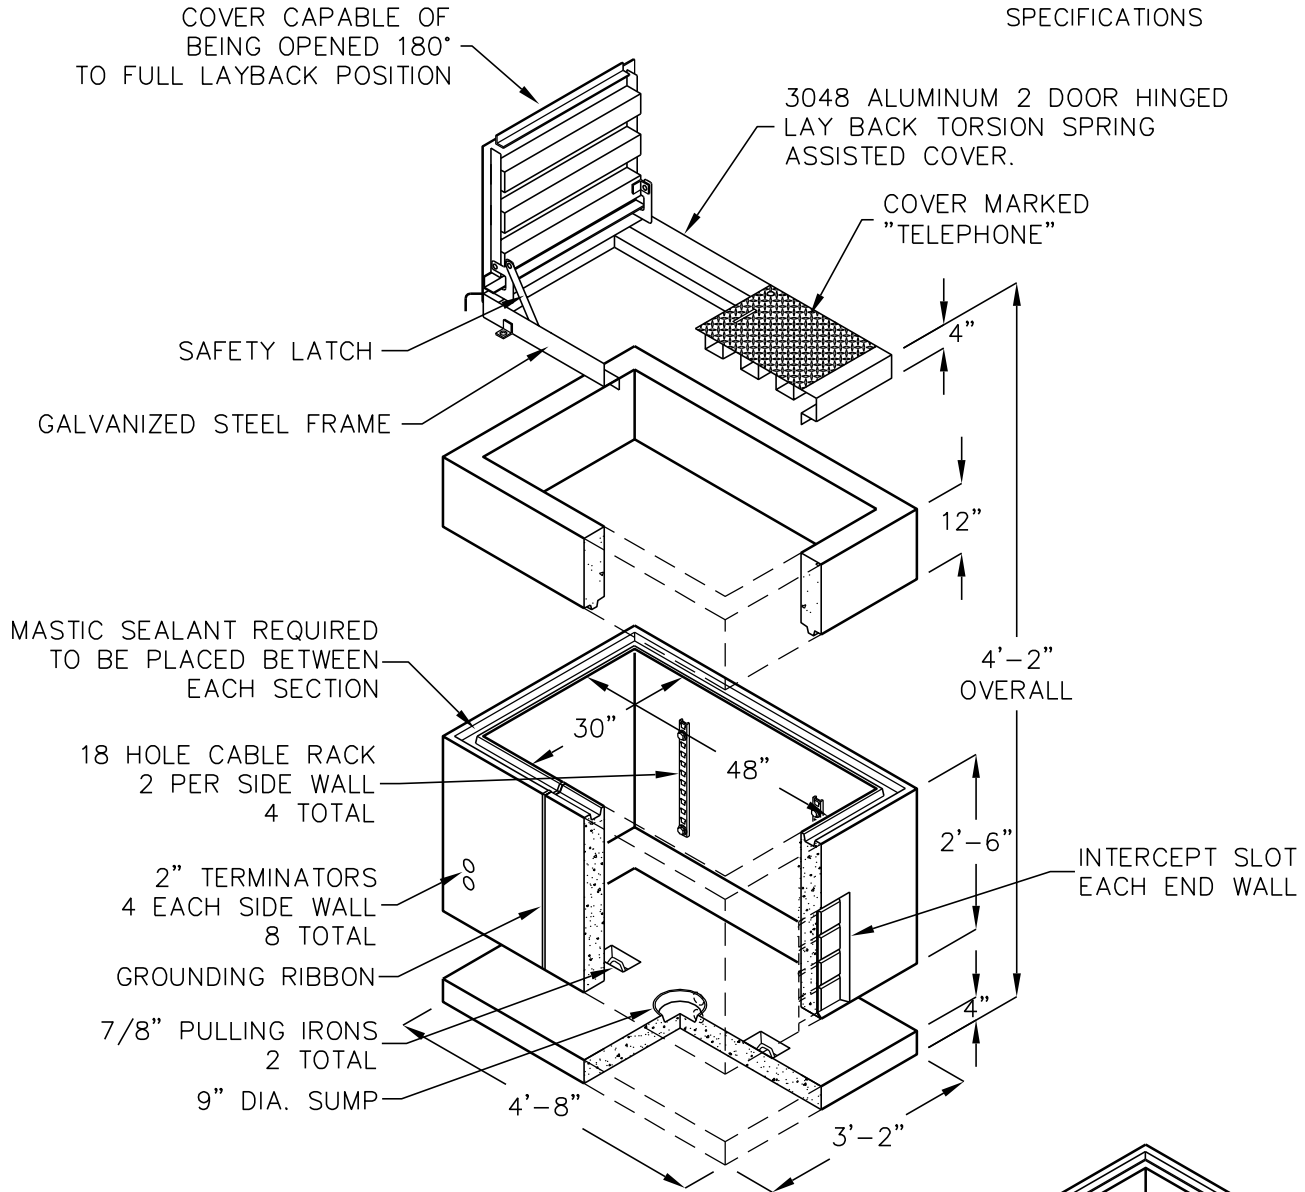 COVER CAPABLE OF
BEING OPENED 180°
TO FULL LAYBACK POSITION
SPECIFICATIONS
3048 ALUMINUM 2 DOOR HINGED
LAY BACK TORSION SPRING
ASSISTED COVER.
COVER MARKED
"TELEPHONE"
4"
SAFETY LATCH
GALVANIZED STEEL FRAME
12"
MASTIC SEALANT REQUIRED
TO BE PLACED BETWEEN
EACH SECTION
4'-2"
OVERALL
30"
48"
18 HOLE CABLE RACK
2 PER SIDE WALL
4 TOTAL
2'-6"
INTERCEPT SLOT
EACH END WALL
2" TERMINATORS
4 EACH SIDE WALL
8 TOTAL
GROUNDING RIBBON
4"
7/8" PULLING IRONS
2 TOTAL
9" DIA. SUMP
4'-8"
3'-2"